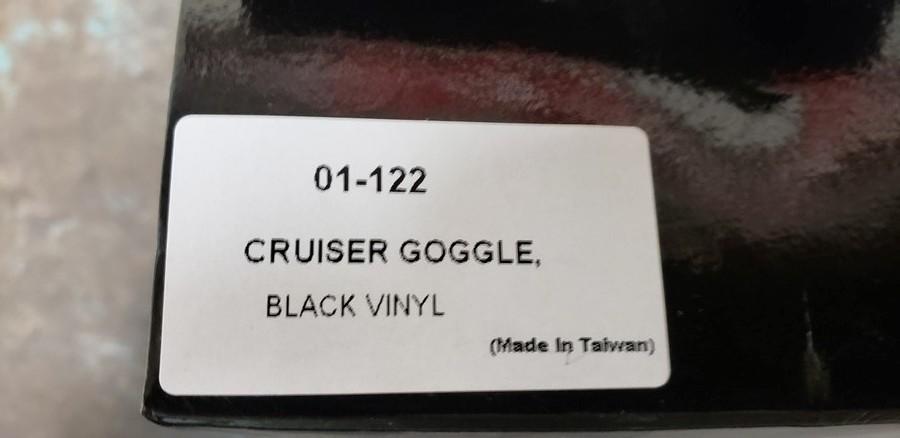 01-122
CRUISER GOGGLE,
BLACK VINYL
(Made In Taiwan)